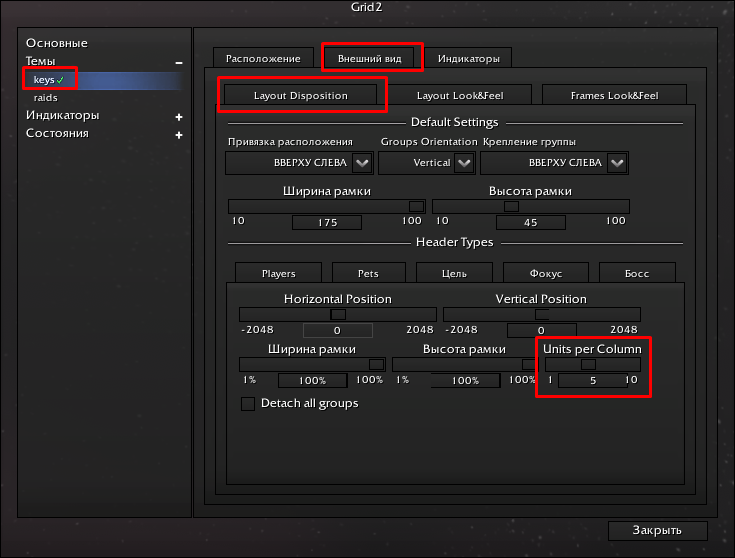 Grid2
Основные
Темы
keys
raids
Индикаторы
Состояния
Расположение Внешний вид Индикаторы
Layout Disposition Layout Look&Feel Frames Look&Feel
Default Settings
Привязка расположения Groups Orientation Крепление группы
ВВЕРХУ СЛЕВА Vertical ВВЕРХУ СЛЕВА
Ширина рамки Высота рамки
10 175 100 10 45 100
Header Types
Players Pets Цель Фокус Босс
Horizontal Position Vertical Position
-2048 0 2048 -2048 0 2048
Ширина рамки Высота рамки Units per Column
1% 100% 100% 1% 100% 100% 1 5 10
Detach all groups
Закрыть